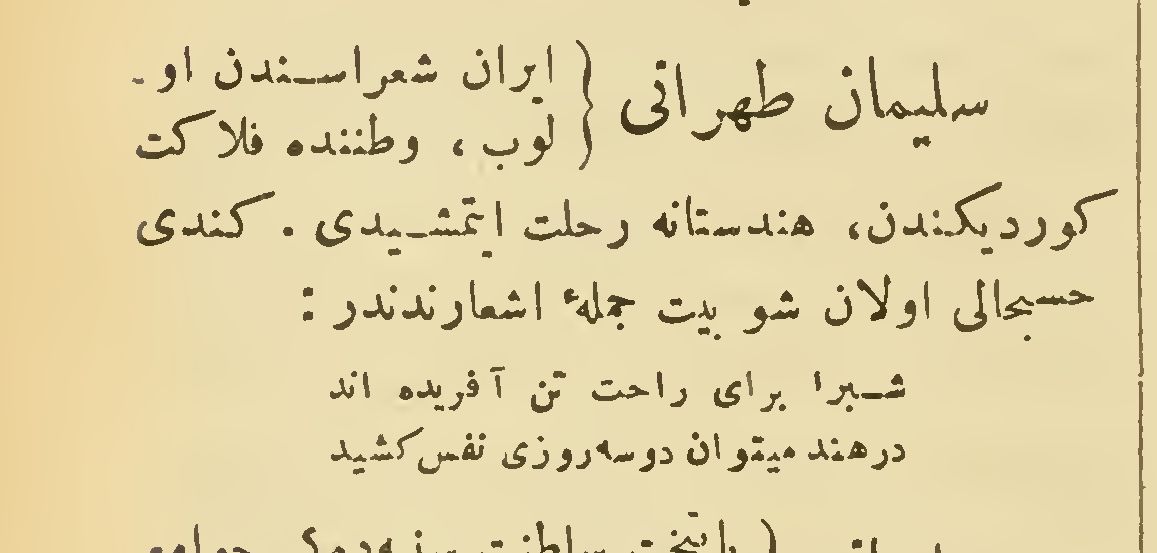 سلیمان طهرانی } ایران شعراسندن او-
لوب ، وطننده فلاکت
کوردیکندن، هندستانه رحلت ایتمشیدی . کندی
حسبحالی اولان شو بیت جملهٔ اشعارندندر :
شبرا برای راحت تن آفریده اند
درهند میتوان دوسه روزی نفس کشید